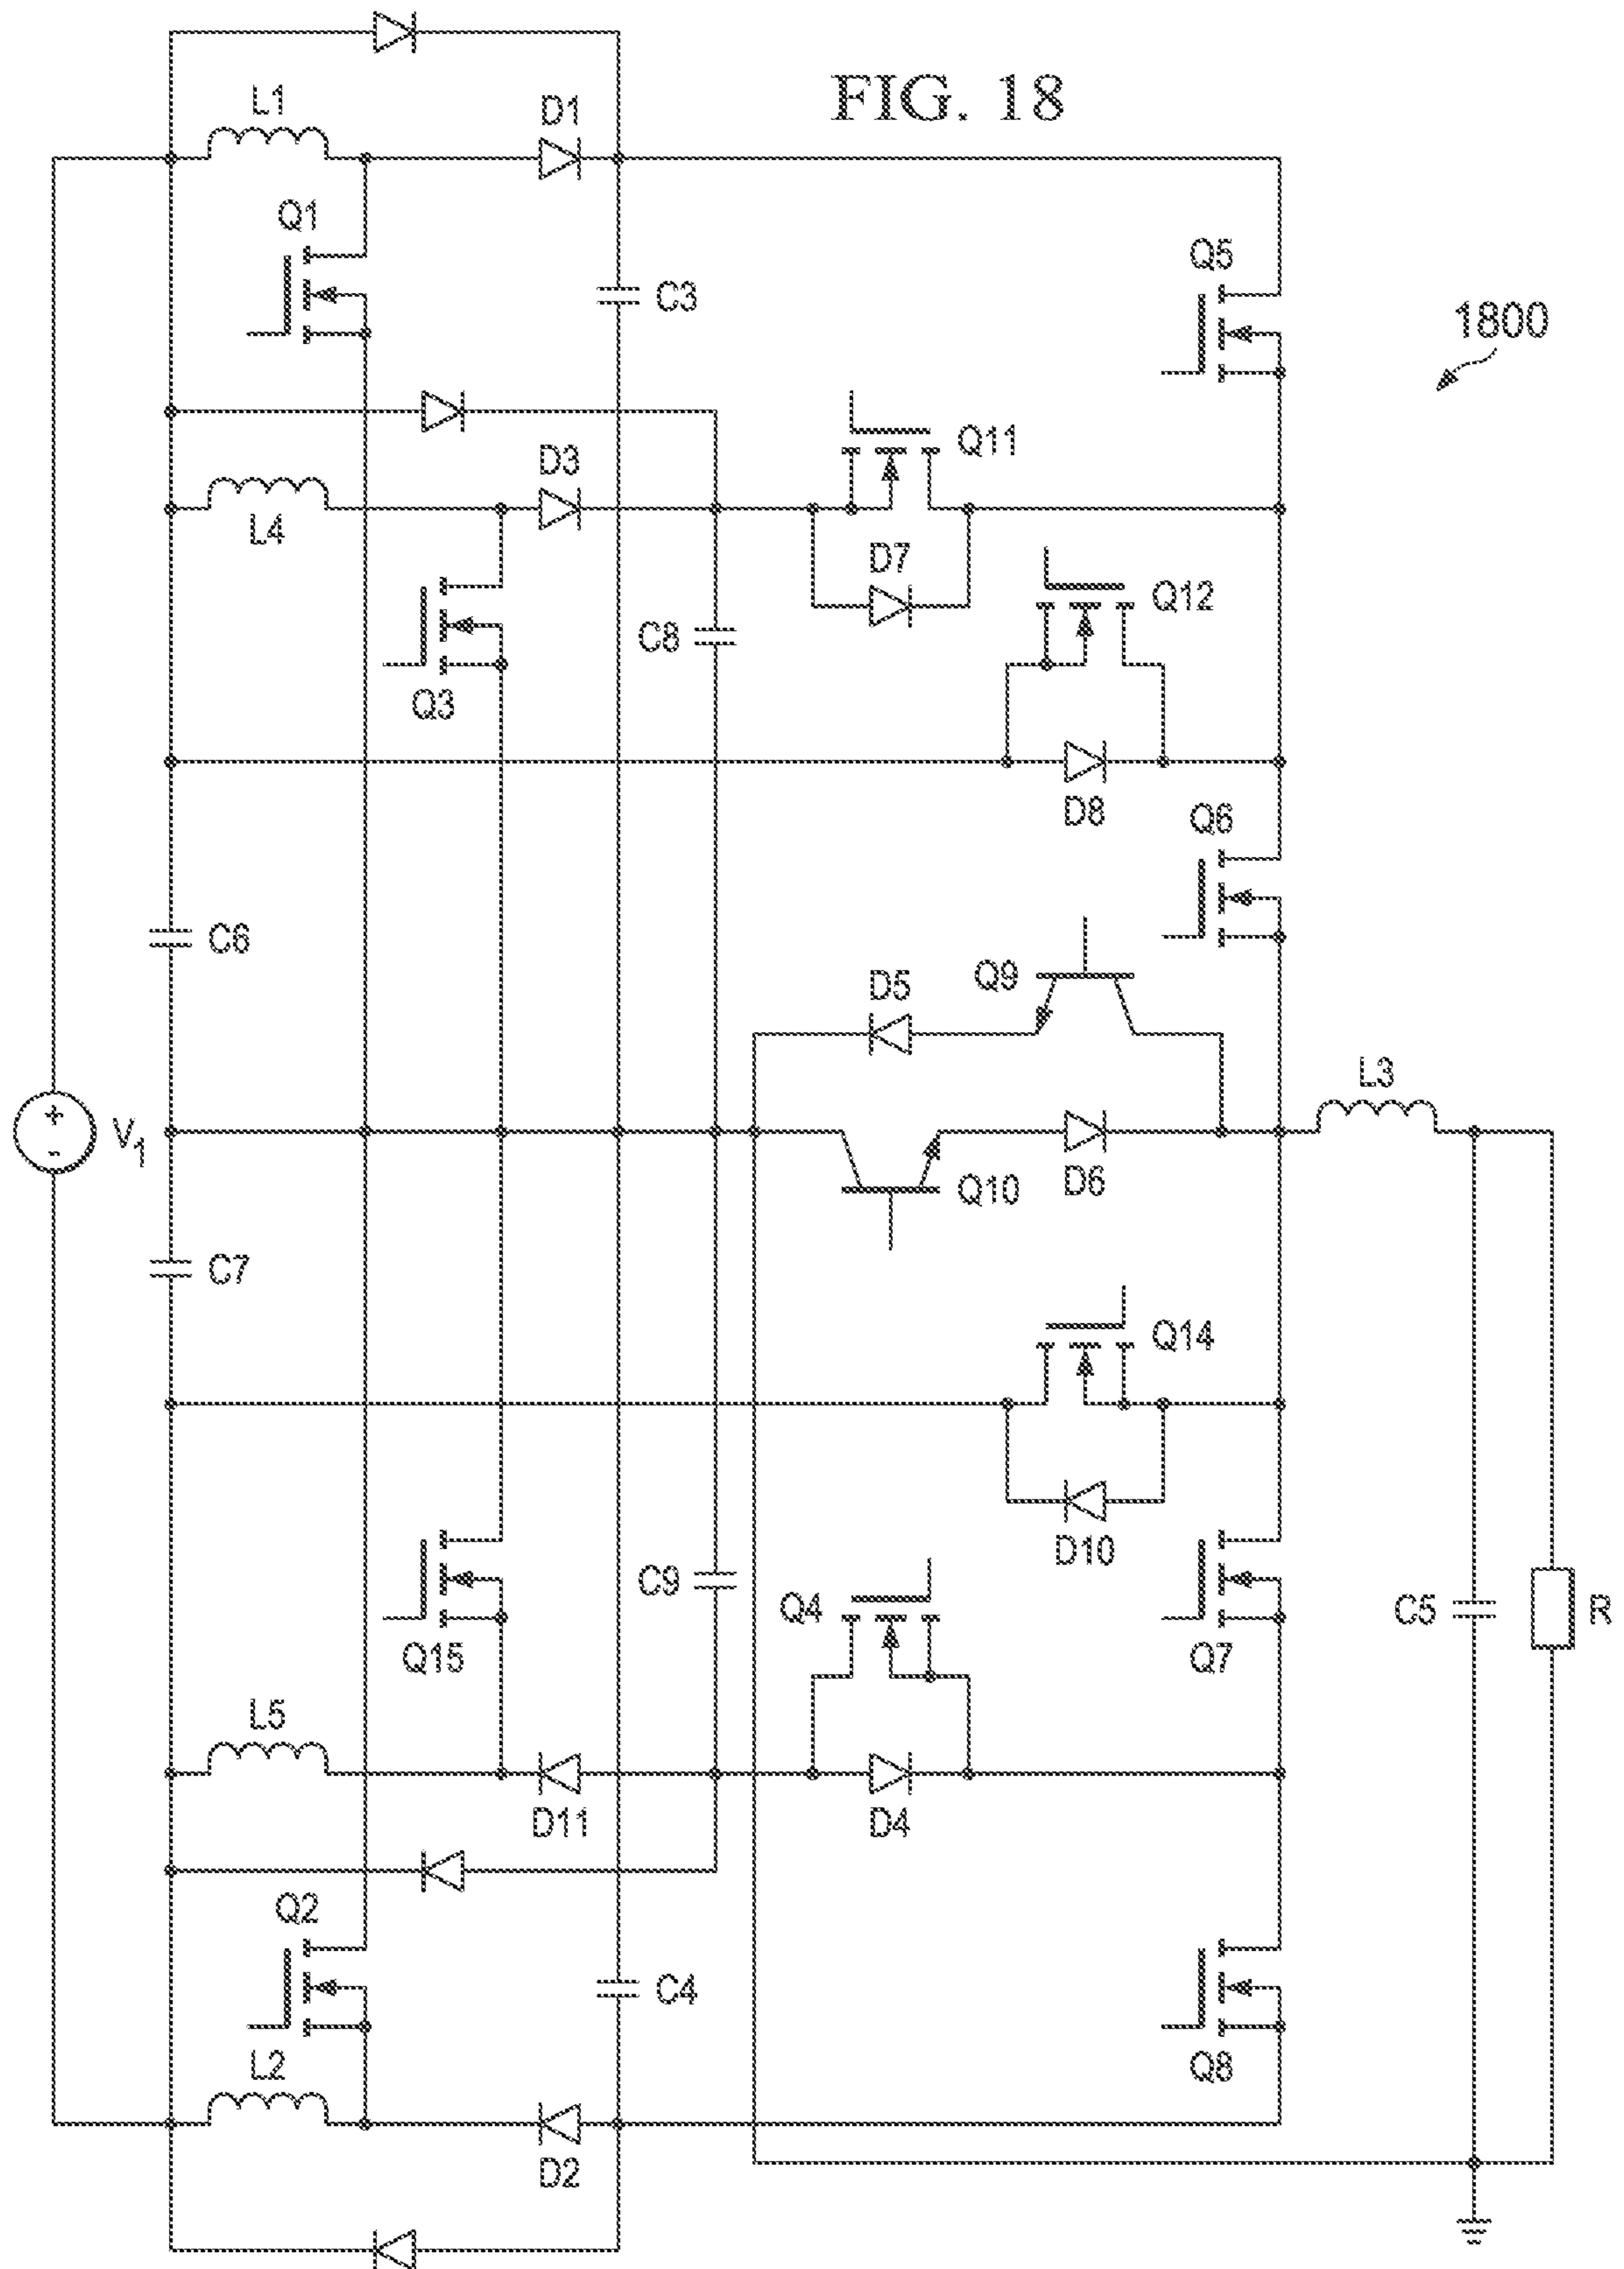 FIG. 18
L1
D1
Q1
Q5
C3
1800
Q11
D3
L4
D7
Q12
C8
Q3
D8
Q6
C6
Q9
D5
L3
+
V1
-
Q10
D6
C7
Q14
D10
C9
Q4
C5
R
Q15
Q7
L5
D11
D4
Q2
C4
L2
Q8
D2